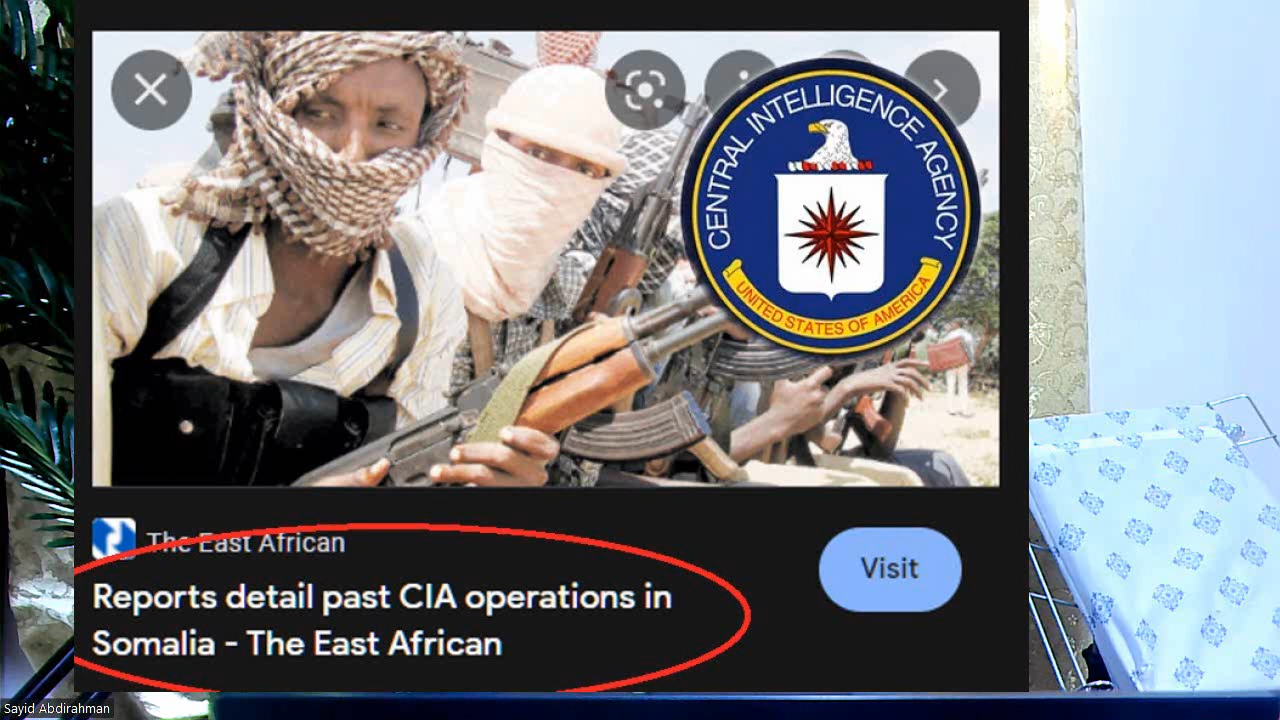 CENTRAL INTELLIGENCE AGENCY
UNITED STATES OF AMERICA
The East African
Visit
Reports detail past CIA operations in
Somalia - The East African
Sayid Abdirahman